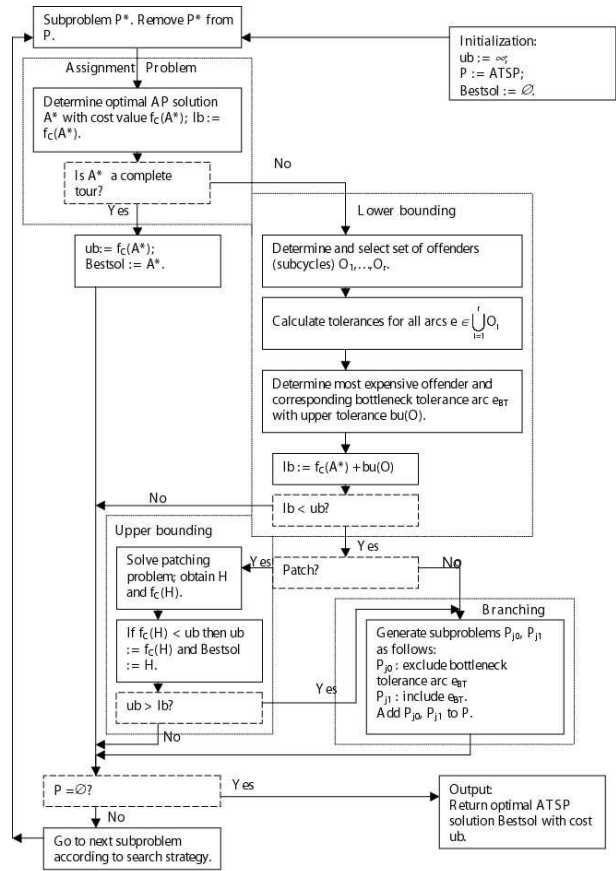 Subproblem P*. Remove P* from
P.
Initialization:
ub := ∞;
P := ATSP;
Bestsol := ∅.
Assignment Problem
Determine optimal AP solution
A* with cost value f_C(A*); lb :=
f_C(A*).
Is A* a complete
tour?
No
Yes
ub:= f_C(A*);
Bestsol := A*.
Lower bounding
Determine and select set of offenders
(subcycles) O_1,...,O_r.
Calculate tolerances for all arcs e ∈ ⋃_{i=1}^{r} O_i
Determine most expensive offender and
corresponding bottleneck tolerance arc e_BT
with upper tolerance bu(O).
lb := f_C(A*) + bu(O)
lb < ub?
No
Yes
Upper bounding
Solve patching
problem; obtain H
and f_C(H).
Yes
Patch?
No
If f_C(H) < ub then ub
:= f_C(H) and Bestsol
:= H.
ub > lb?
Yes
No
Branching
Generate subproblems P_j0, P_j1
as follows:
P_j0 : exclude bottleneck
tolerance arc e_BT
P_j1 : include e_BT.
Add P_j0, P_j1 to P.
P =∅?
Yes
No
Output:
Return optimal ATSP
solution Bestsol with cost
ub.
Go to next subproblem
according to search strategy.